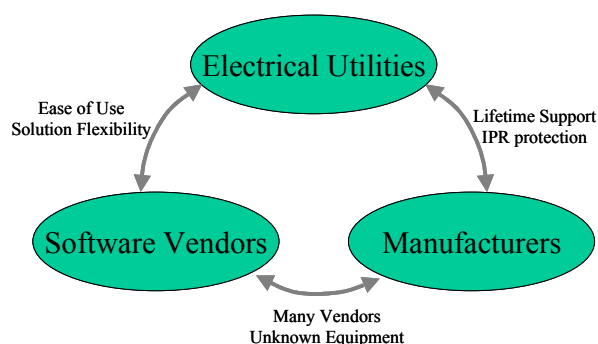 Electrical Utilities
Ease of Use
Solution Flexibility
Lifetime Support
IPR protection
Software Vendors
Manufacturers
Many Vendors
Unknown Equipment